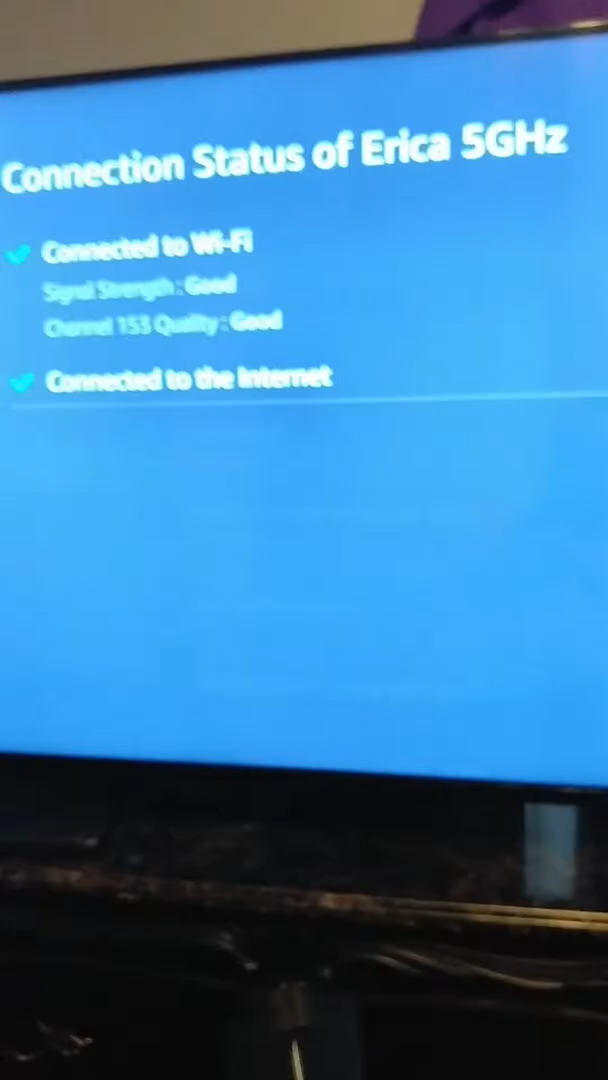 Connection Status of Erica 5GHz
Connected to Wi-Fi
Signal Strength : Good
Channel 153 Quality : Good
Connected to the Internet